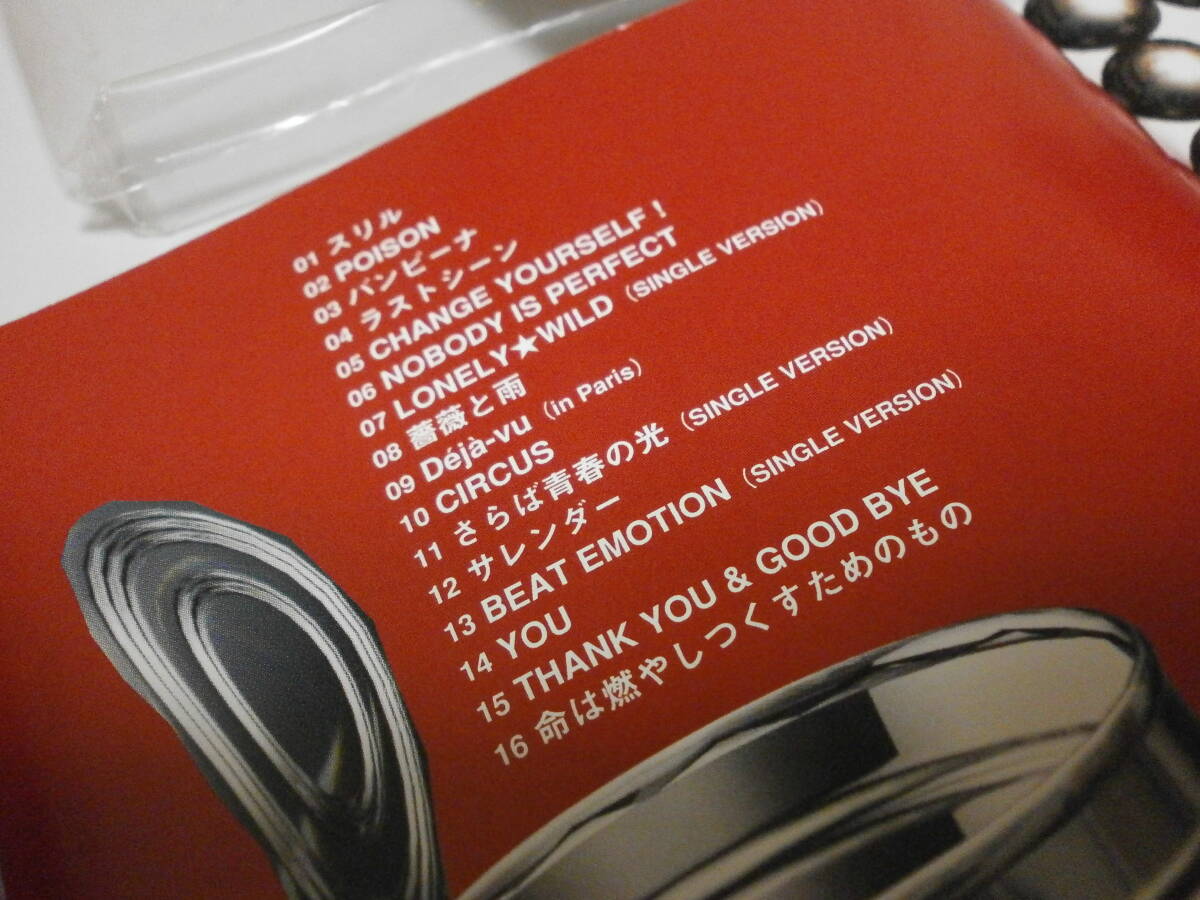 01 スリル
02 POISON
03 バンビーナ
04 ラストシーン
05 CHANGE YOURSELF！
06 NOBODY IS PERFECT
07 LONELY★WILD（SINGLE VERSION）
08 薔薇と雨
09 Déjà-vu（in Paris）
10 CIRCUS
11 さらば青春の光（SINGLE VERSION）
12 サレンダー
13 BEAT EMOTION（SINGLE VERSION）
14 YOU
15 THANK YOU & GOOD BYE
16 命は燃やしつくすためのもの